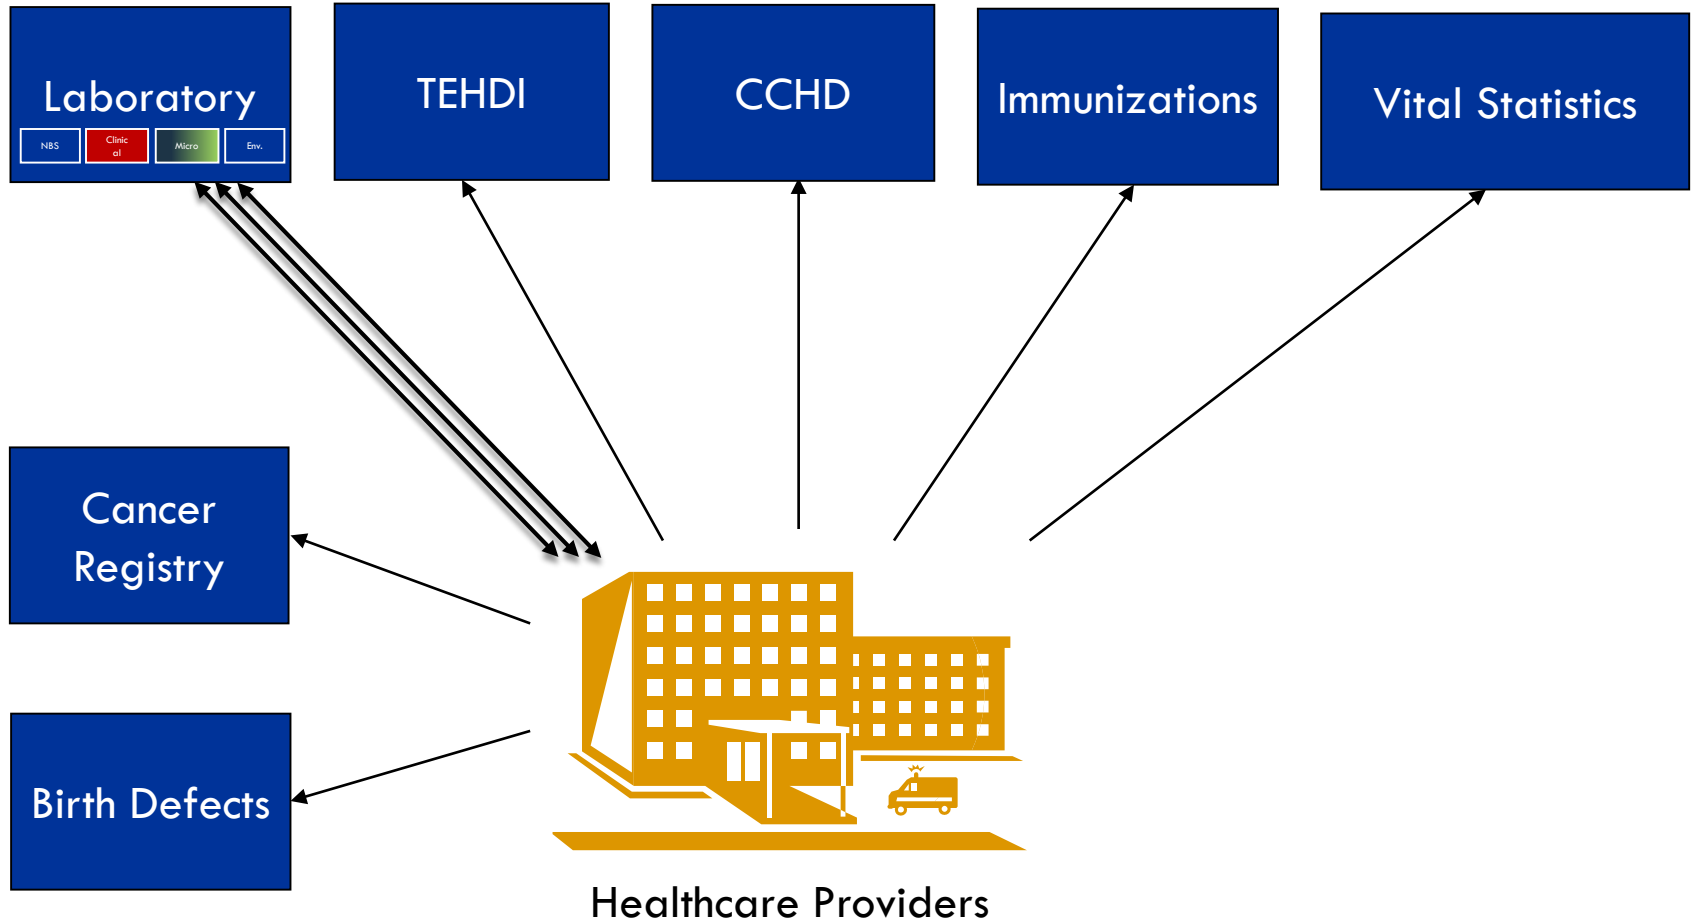 Laboratory
NBS
Clinic
al
Micro
Env.
TEHDI
CCHD
Immunizations
Vital Statistics
Cancer
Registry
Birth Defects
Healthcare Providers